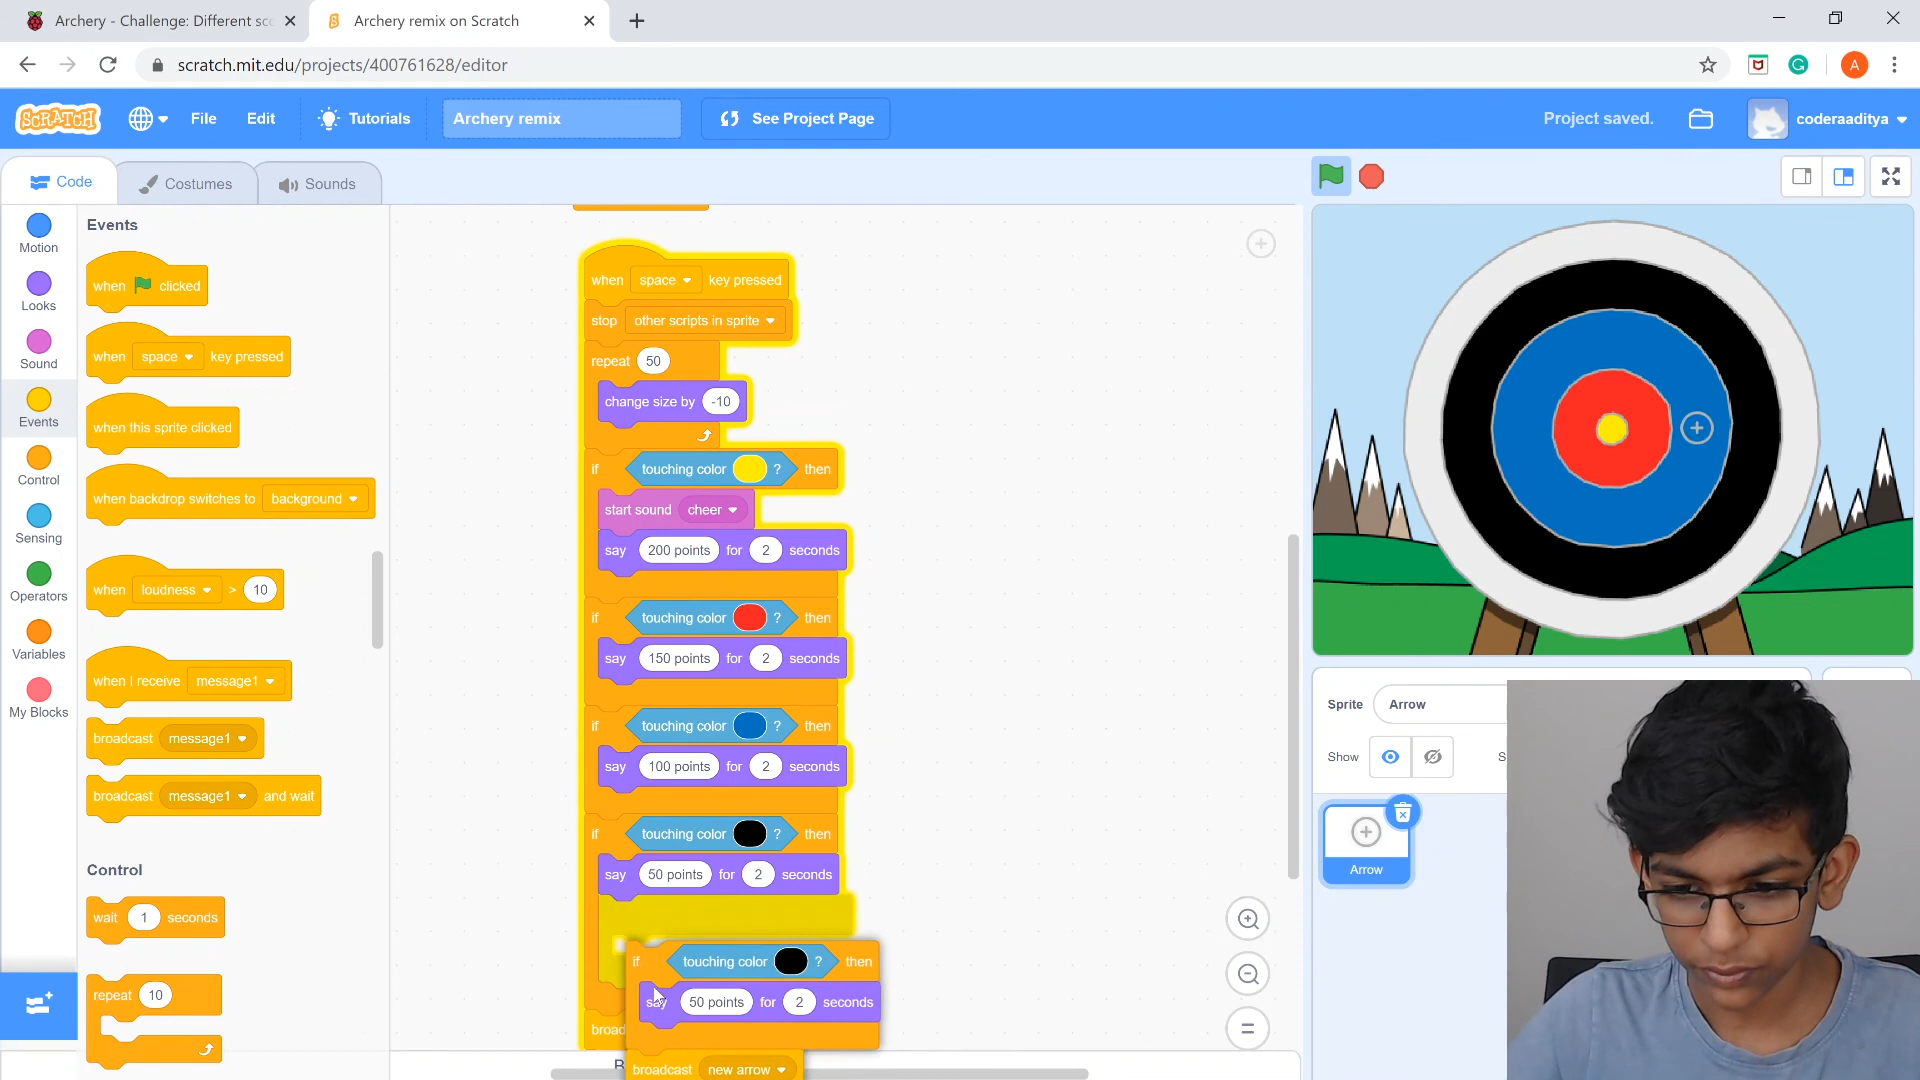 Archery - Challenge: Different sc
Archery remix on Scratch
scratch.mit.edu/projects/400761628/editor
A
SCRATCH
File
Edit
Tutorials
Archery remix
See Project Page
Project saved.
coderaaditya
Code
Costumes
Sounds
Motion
Looks
Sound
Events
Control
Sensing
Operators
Variables
My Blocks
Events
when clicked
when space key pressed
when this sprite clicked
when backdrop switches to background
when loudness > 10
when I receive message1
broadcast message1
broadcast message1 and wait
Control
wait 1 seconds
repeat 10
when space key pressed
stop other scripts in sprite
repeat 50
change size by -10
if touching color ? then
start sound cheer
say 200 points for 2 seconds
if touching color ? then
say 150 points for 2 seconds
if touching color ? then
say 100 points for 2 seconds
if touching color ? then
say 50 points for 2 seconds
if touching color ? then
say 50 points for 2 seconds
broad
broadcast new arrow
Sprite Arrow
Show
S
Arrow